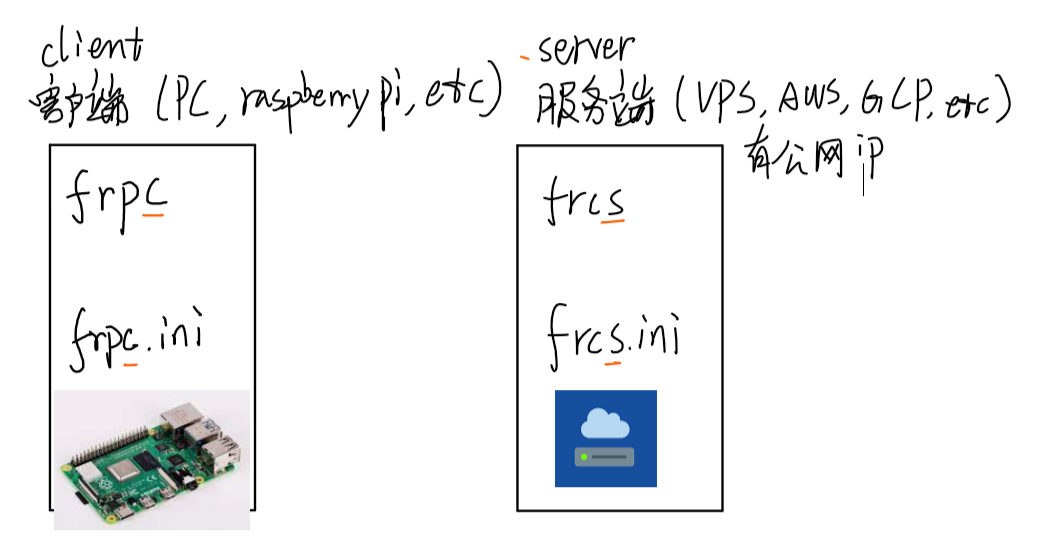 client
客户端 (PC, raspberry pi, etc)
server
服务端 (VPS, AWS, GCP, etc)
有公网ip
frpc
frpc.ini
frcs
frcs.ini